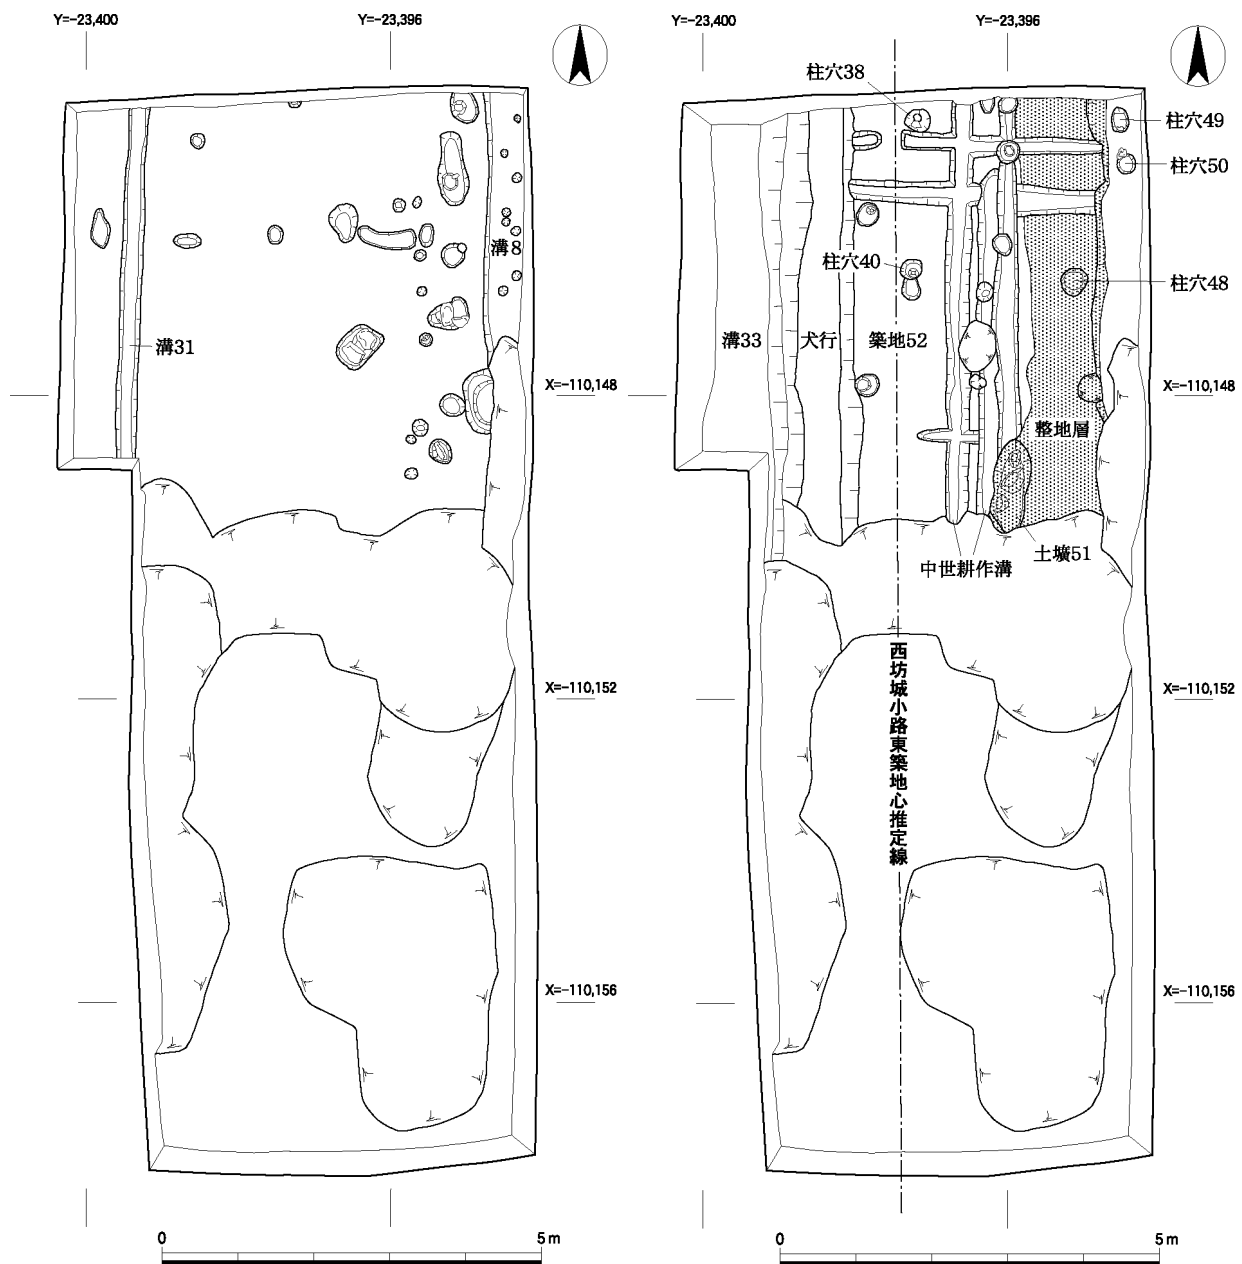 Y=-23,400
Y=-23,396
溝8
溝31
X=-110,148
X=-110,152
X=-110,156
0
5 m
Y=-23,400
Y=-23,396
柱穴38
柱穴49
柱穴50
柱穴40
柱穴48
溝33
犬行
築地52
X=-110,148
整地層
中世耕作溝
土壙51
西坊城小路東築地心推定線
X=-110,152
X=-110,156
0
5 m